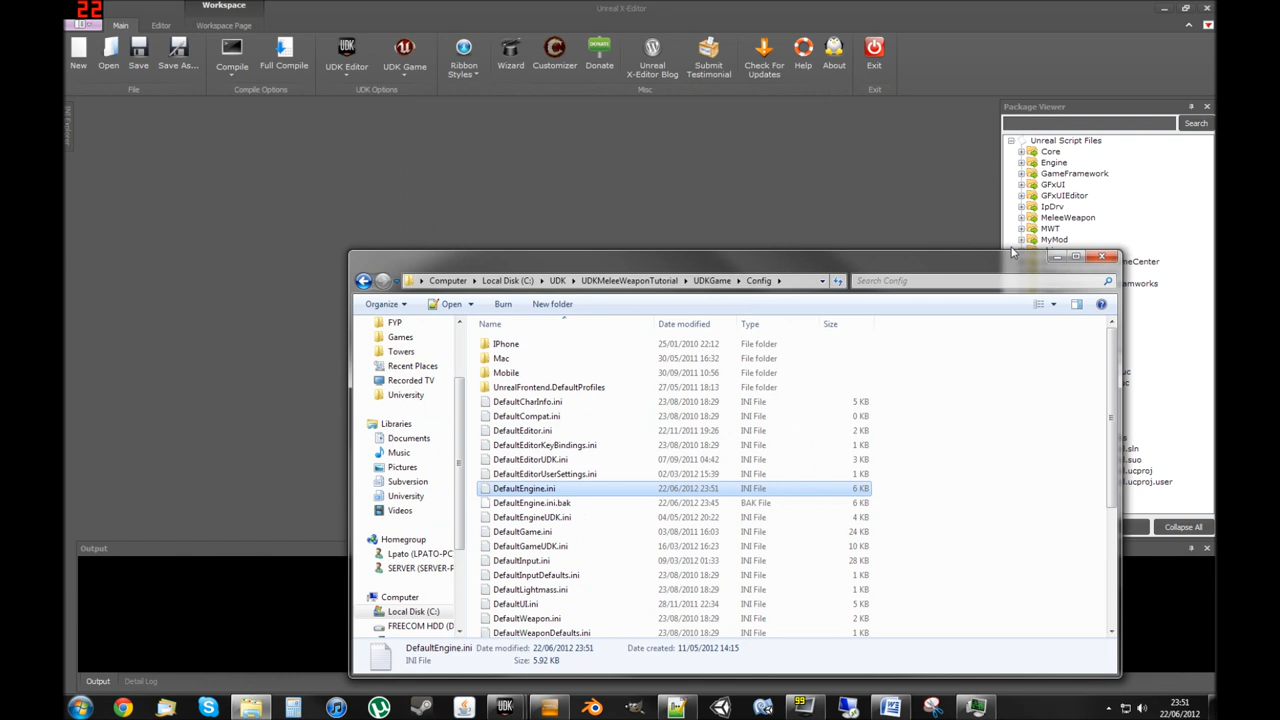 22
Workspace
Unreal X-Editor
Main
Editor
Workspace Page
New
Open
Save
Save As...
Compile
Full Compile
UDK Editor
UDK Game
Ribbon Styles
Wizard
Customizer
Donate
Unreal X-Editor Blog
Submit Testimonial
Check For Updates
Help
About
Exit
File
Compile Options
UDK Options
Misc
Exit
INI Explorer
Package Viewer
Search
Unreal Script Files
Core
Engine
GameFramework
GFxUI
GFxUIEditor
IpDrv
MeleeWeapon
MWT
MyMod
Computer
Local Disk (C:)
UDK
UDKMeleeWeaponTutorial
UDKGame
Config
Search Config
Organize
Open
Burn
New folder
Name
Date modified
Type
Size
FYP
Games
Towers
Recent Places
Recorded TV
University
Libraries
Documents
Music
Pictures
Subversion
University
Videos
Homegroup
Lpato (LPATO-PC
SERVER (SERVER-P
Computer
Local Disk (C:)
FREECOM HDD (D
IPhone 25/01/2010 22:12 File folder
Mac 30/05/2011 16:32 File folder
Mobile 30/09/2011 10:56 File folder
UnrealFrontend.DefaultProfiles 27/05/2011 18:13 File folder
DefaultCharInfo.ini 23/08/2010 18:29 INI File 5 KB
DefaultCompat.ini 23/08/2010 18:29 INI File 0 KB
DefaultEditor.ini 22/11/2011 19:26 INI File 2 KB
DefaultEditorKeyBindings.ini 23/08/2010 18:29 INI File 2 KB
DefaultEditorUDK.ini 07/09/2011 04:42 INI File 3 KB
DefaultEditorUserSettings.ini 02/03/2012 15:39 INI File 1 KB
DefaultEngine.ini 22/06/2012 23:51 INI File 6 KB
DefaultEngine.ini.bak 22/06/2012 23:45 BAK File 6 KB
DefaultEngineUDK.ini 04/05/2012 20:22 INI File 4 KB
DefaultGame.ini 03/08/2011 16:03 INI File 24 KB
DefaultGameUDK.ini 16/03/2012 16:23 INI File 10 KB
DefaultInput.ini 09/03/2012 01:33 INI File 28 KB
DefaultInputDefaults.ini 23/08/2010 18:29 INI File 1 KB
DefaultLightmass.ini 23/08/2010 18:29 INI File 1 KB
DefaultUI.ini 28/11/2011 22:34 INI File 5 KB
DefaultWeapon.ini 23/08/2010 18:29 INI File 1 KB
DefaultWeaponDefaults.ini 23/08/2010 18:29 INI File 1 KB
DefaultEngine.ini Date modified: 22/06/2012 23:51 Date created: 11/05/2012 14:15
INI File Size: 5.92 KB
meCenter
meworks
uc
.sln
.suo
.ucproj
.ucproj.user
Collapse All
Output
Output
Detail Log
99
23:51
22/06/2012